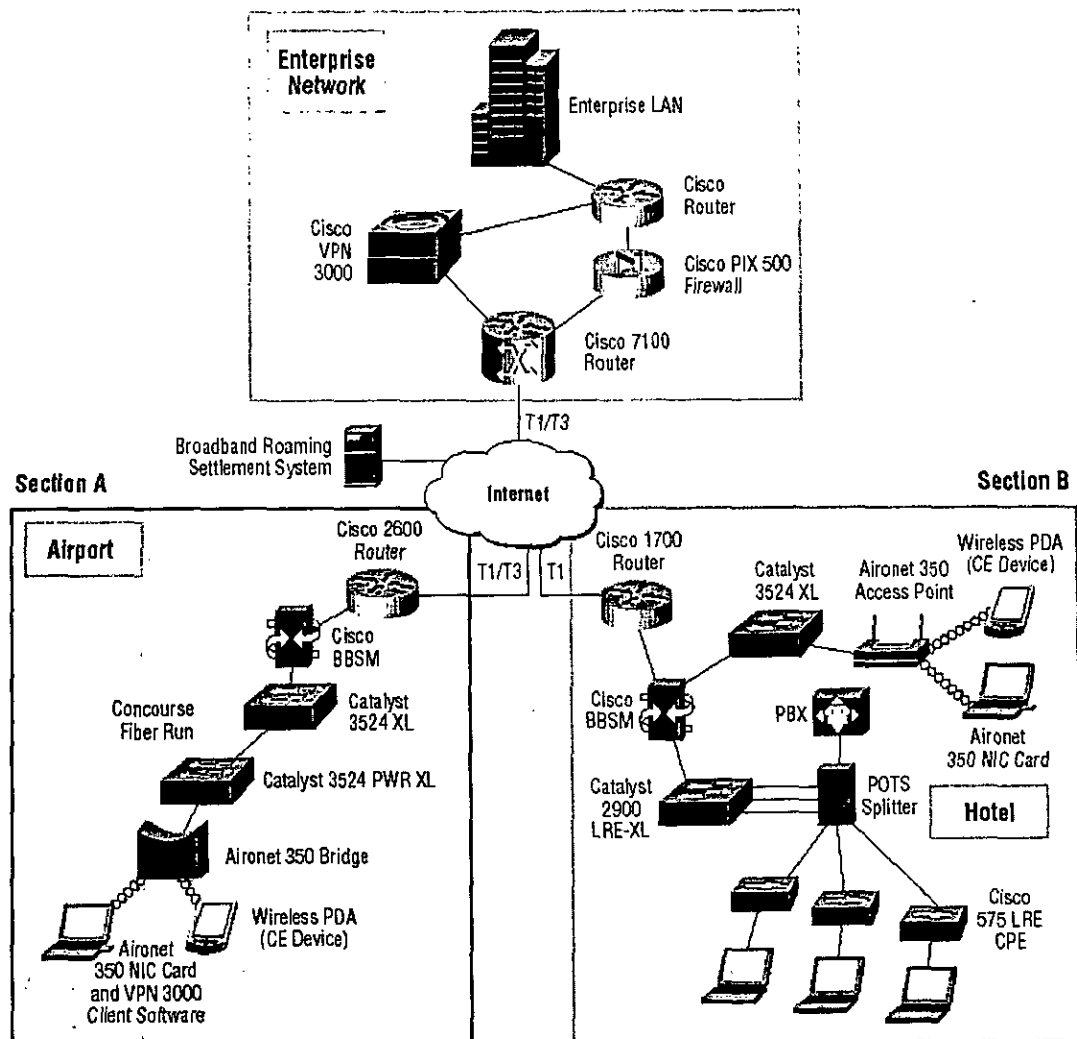 Enterprise
Network
Enterprise LAN
Cisco
Router
Cisco
VPN
3000
Cisco PIX 500
Firewall
Cisco 7100
Router
T1/T3
Broadband Roaming
Settlement System
Internet
Section A
Section B
Airport
Cisco 2600
Router
T1/T3
T1
Cisco 1700
Router
Cisco
BBSM
Catalyst
3524 XL
Concourse
Fiber Run
Catalyst 3524 PWR XL
Aironet 350 Bridge
Wireless PDA
(CE Device)
Aironet
350 NIC Card
and VPN 3000
Client Software
Catalyst
3524 XL
Aironet 350
Access Point
Wireless PDA
(CE Device)
Cisco
BBSM
PBX
Aironet
350 NIC Card
Catalyst
2900
LRE-XL
POTS
Splitter
Hotel
Cisco
575 LRE
CPE